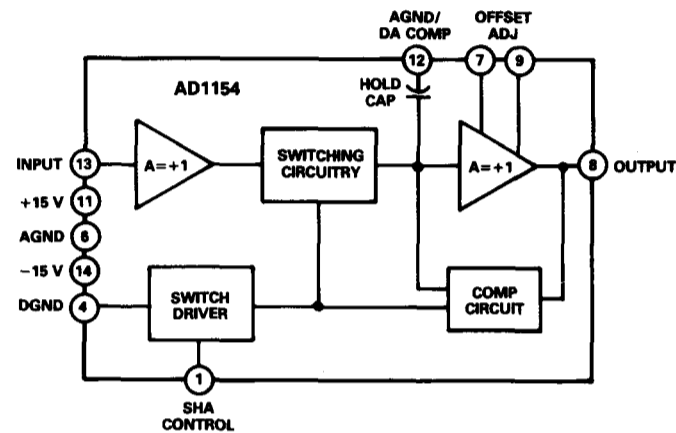 AGND/
DA COMP
OFFSET
ADJ
12
7
9
AD1154
HOLD
CAP
INPUT
13
A=+1
SWITCHING
CIRCUITRY
A=+1
8
OUTPUT
+15 V
11
AGND
6
−15 V
14
DGND
4
SWITCH
DRIVER
COMP
CIRCUIT
1
SHA
CONTROL